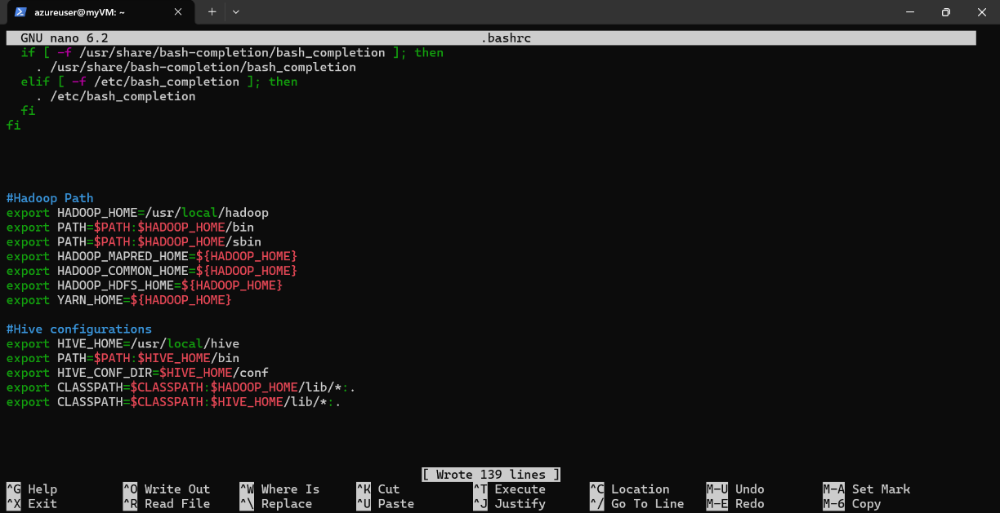 azureuser@myVM: ~
GNU nano 6.2 .bashrc
if [ -f /usr/share/bash-completion/bash_completion ]; then
. /usr/share/bash-completion/bash_completion
elif [ -f /etc/bash_completion ]; then
. /etc/bash_completion
fi
fi
#Hadoop Path
export HADOOP_HOME=/usr/local/hadoop
export PATH=$PATH:$HADOOP_HOME/bin
export PATH=$PATH:$HADOOP_HOME/sbin
export HADOOP_MAPRED_HOME=${HADOOP_HOME}
export HADOOP_COMMON_HOME=${HADOOP_HOME}
export HADOOP_HDFS_HOME=${HADOOP_HOME}
export YARN_HOME=${HADOOP_HOME}
#Hive configurations
export HIVE_HOME=/usr/local/hive
export PATH=$PATH:$HIVE_HOME/bin
export HIVE_CONF_DIR=$HIVE_HOME/conf
export CLASSPATH=$CLASSPATH:$HADOOP_HOME/lib/*:.
export CLASSPATH=$CLASSPATH:$HIVE_HOME/lib/*:.
[ Wrote 139 lines ]
^G Help ^O Write Out ^W Where Is ^K Cut ^T Execute ^C Location M-U Undo M-A Set Mark
^X Exit ^R Read File ^\ Replace ^U Paste ^J Justify ^/ Go To Line M-E Redo M-6 Copy